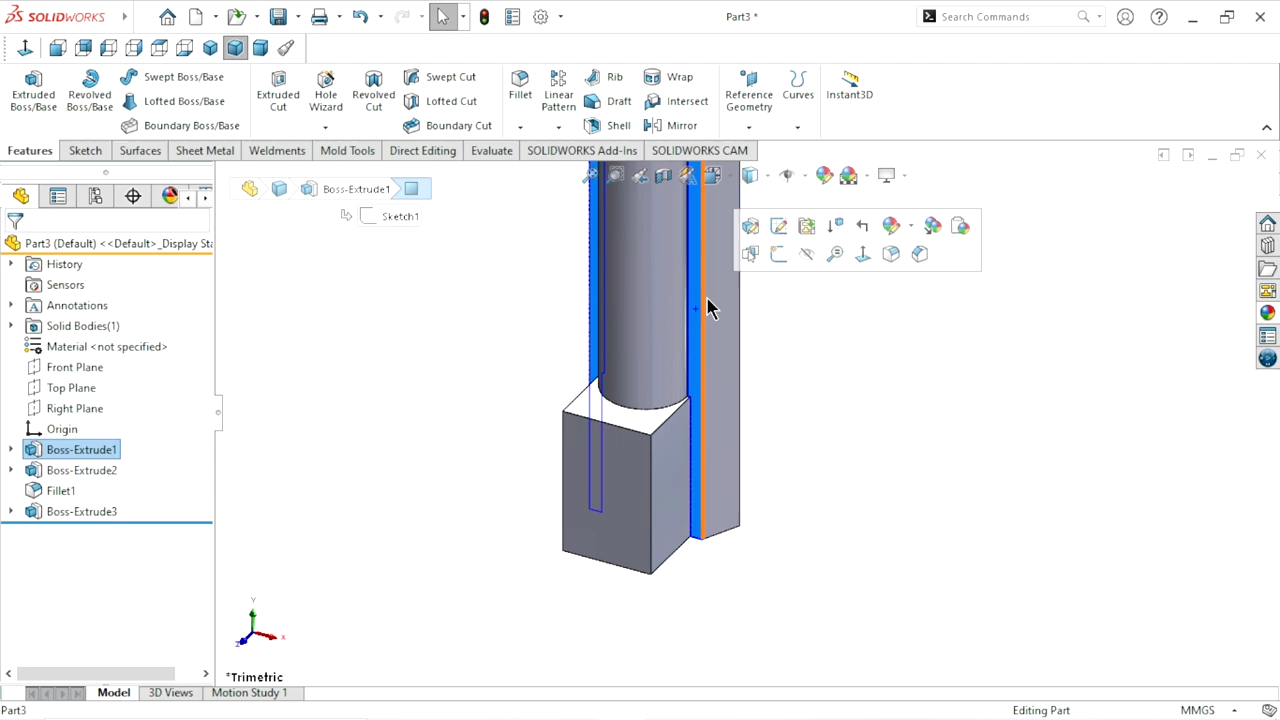 SOLIDWORKS
Part3 *
Search Commands
Extruded Boss/Base
Revolved Boss/Base
Swept Boss/Base
Lofted Boss/Base
Boundary Boss/Base
Extruded Cut
Hole Wizard
Revolved Cut
Swept Cut
Lofted Cut
Boundary Cut
Fillet
Linear Pattern
Rib
Draft
Shell
Wrap
Intersect
Mirror
Reference Geometry
Curves
Instant3D
Features
Sketch
Surfaces
Sheet Metal
Weldments
Mold Tools
Direct Editing
Evaluate
SOLIDWORKS Add-Ins
SOLIDWORKS CAM
Boss-Extrude1
Sketch1
Part3 (Default) <<Default>_Display Sta
History
Sensors
Annotations
Solid Bodies(1)
Material <not specified>
Front Plane
Top Plane
Right Plane
Origin
Boss-Extrude1
Boss-Extrude2
Fillet1
Boss-Extrude3
Y
X
Z
*Trimetric
Model
3D Views
Motion Study 1
Part3
Editing Part
MMGS